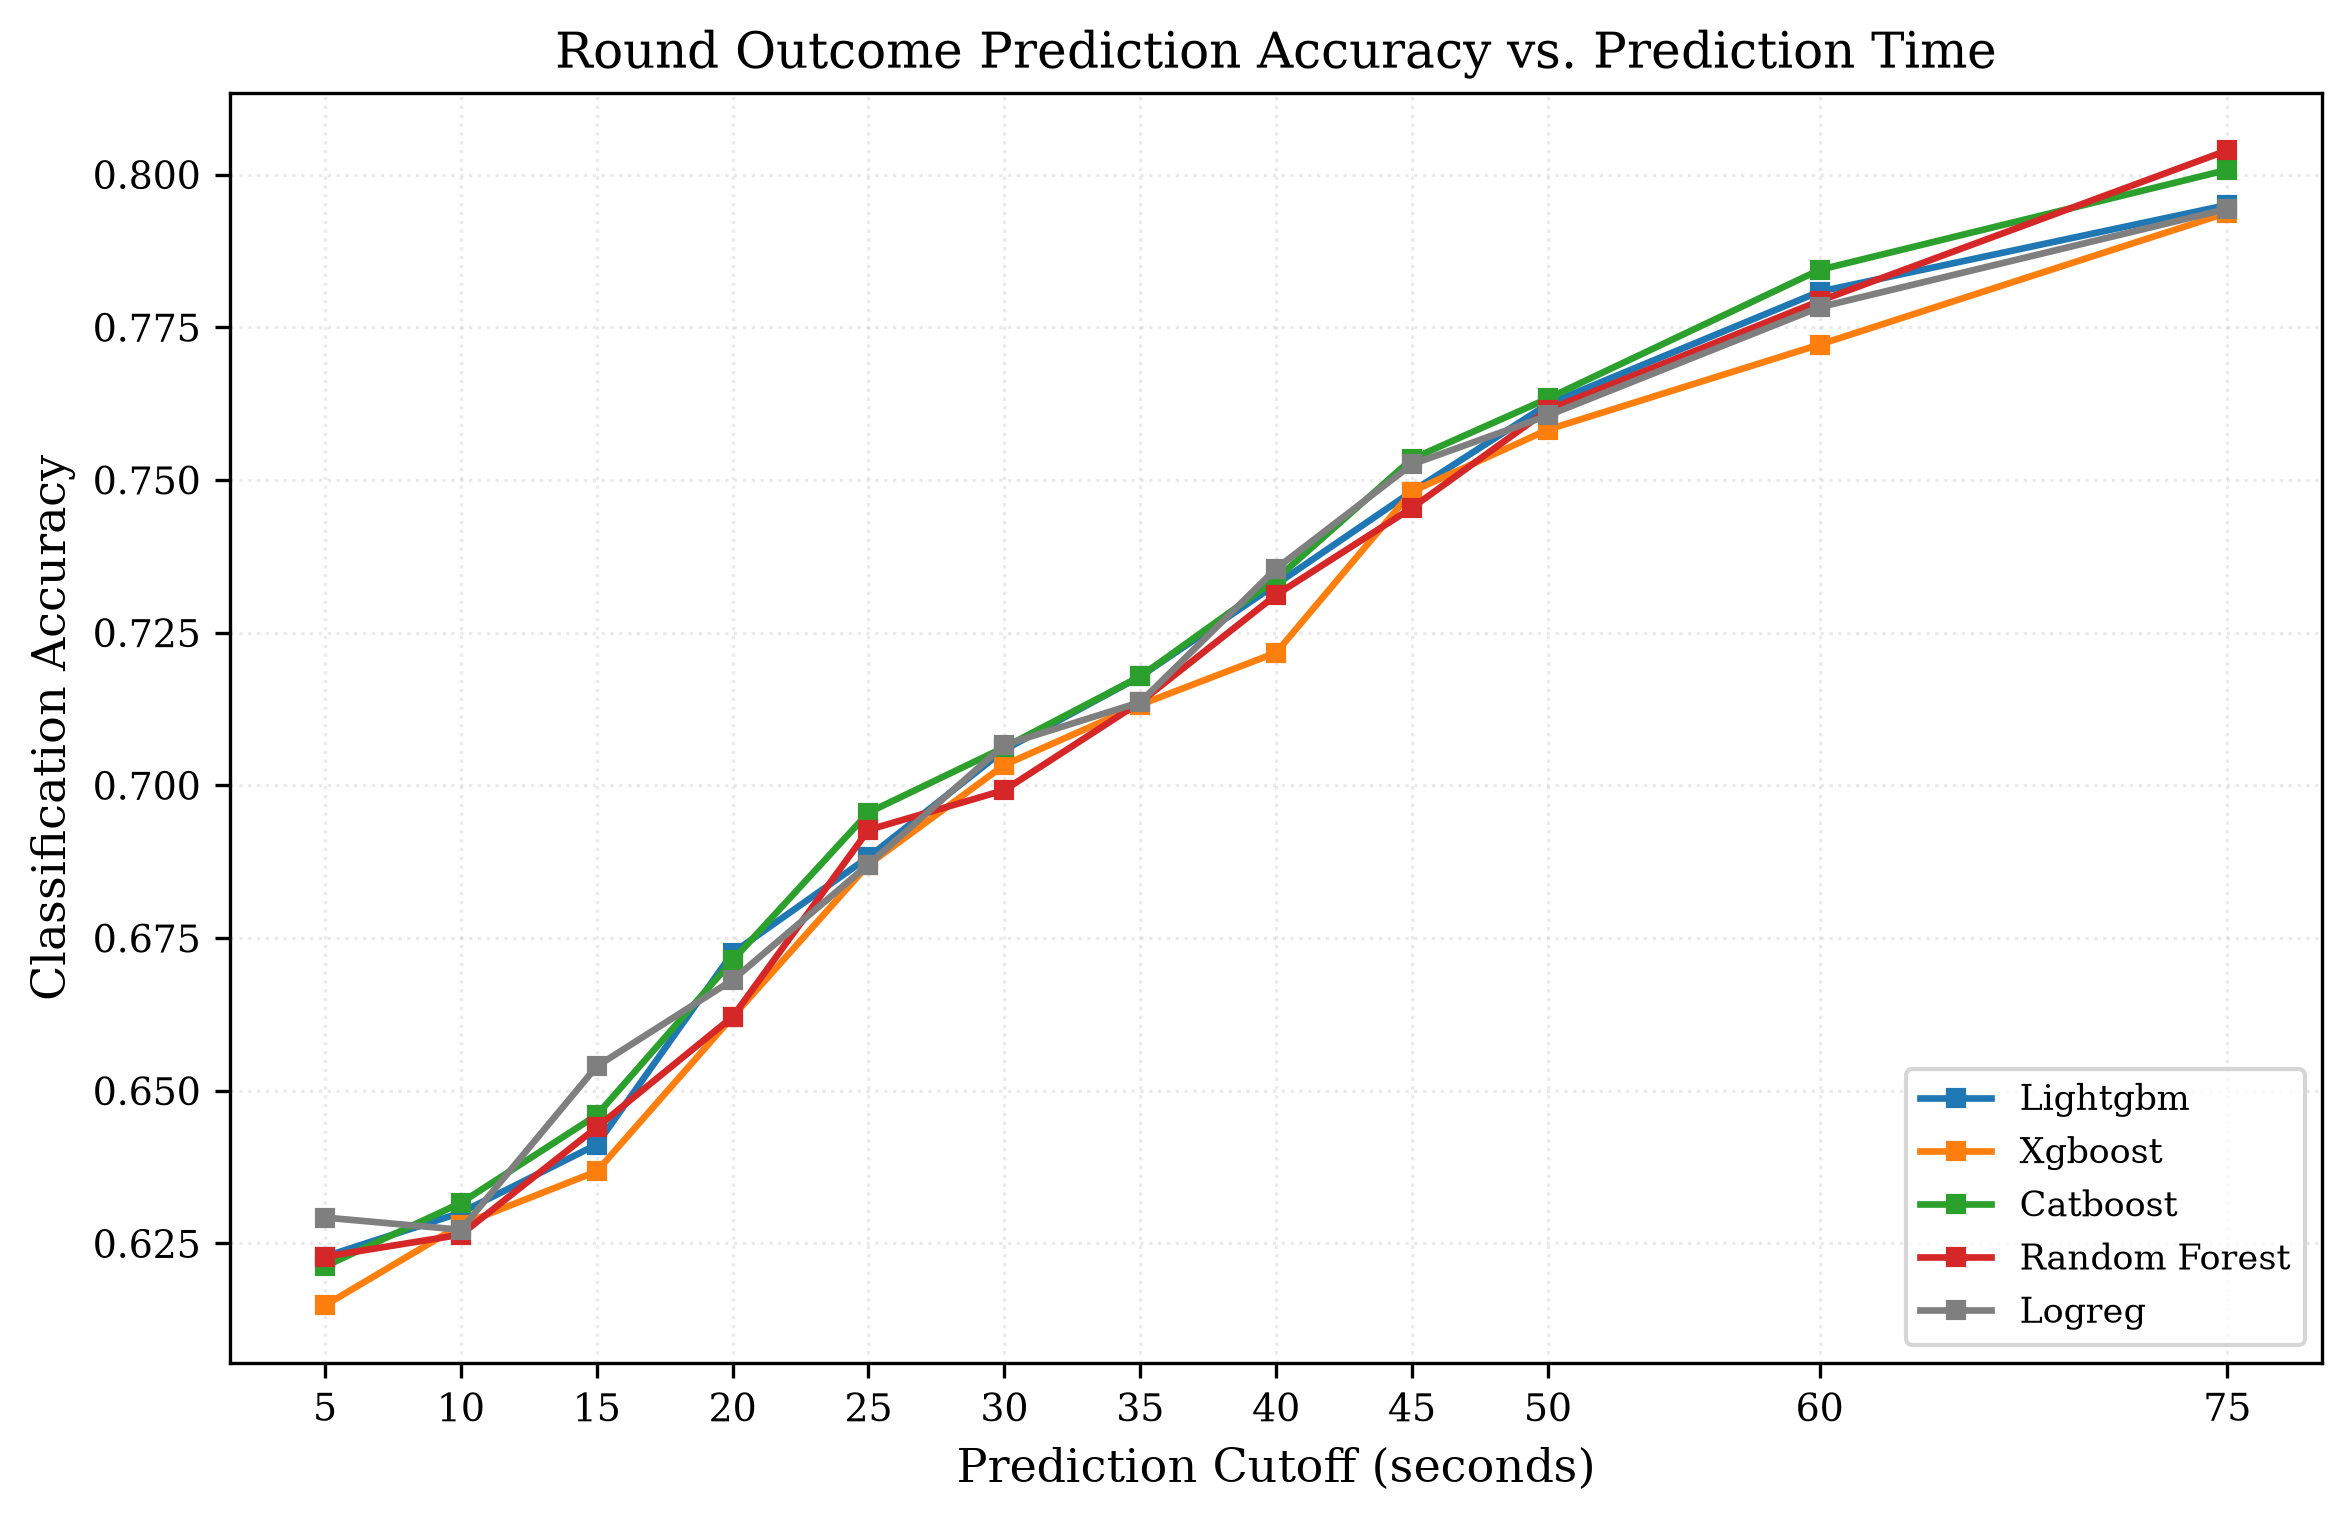 Round Outcome Prediction Accuracy vs. Prediction Time
Classification Accuracy
0.800
0.775
0.750
0.725
0.700
0.675
0.650
0.625
Lightgbm
Xgboost
Catboost
Random Forest
Logreg
5 10 15 20 25 30 35 40 45 50 60 75
Prediction Cutoff (seconds)